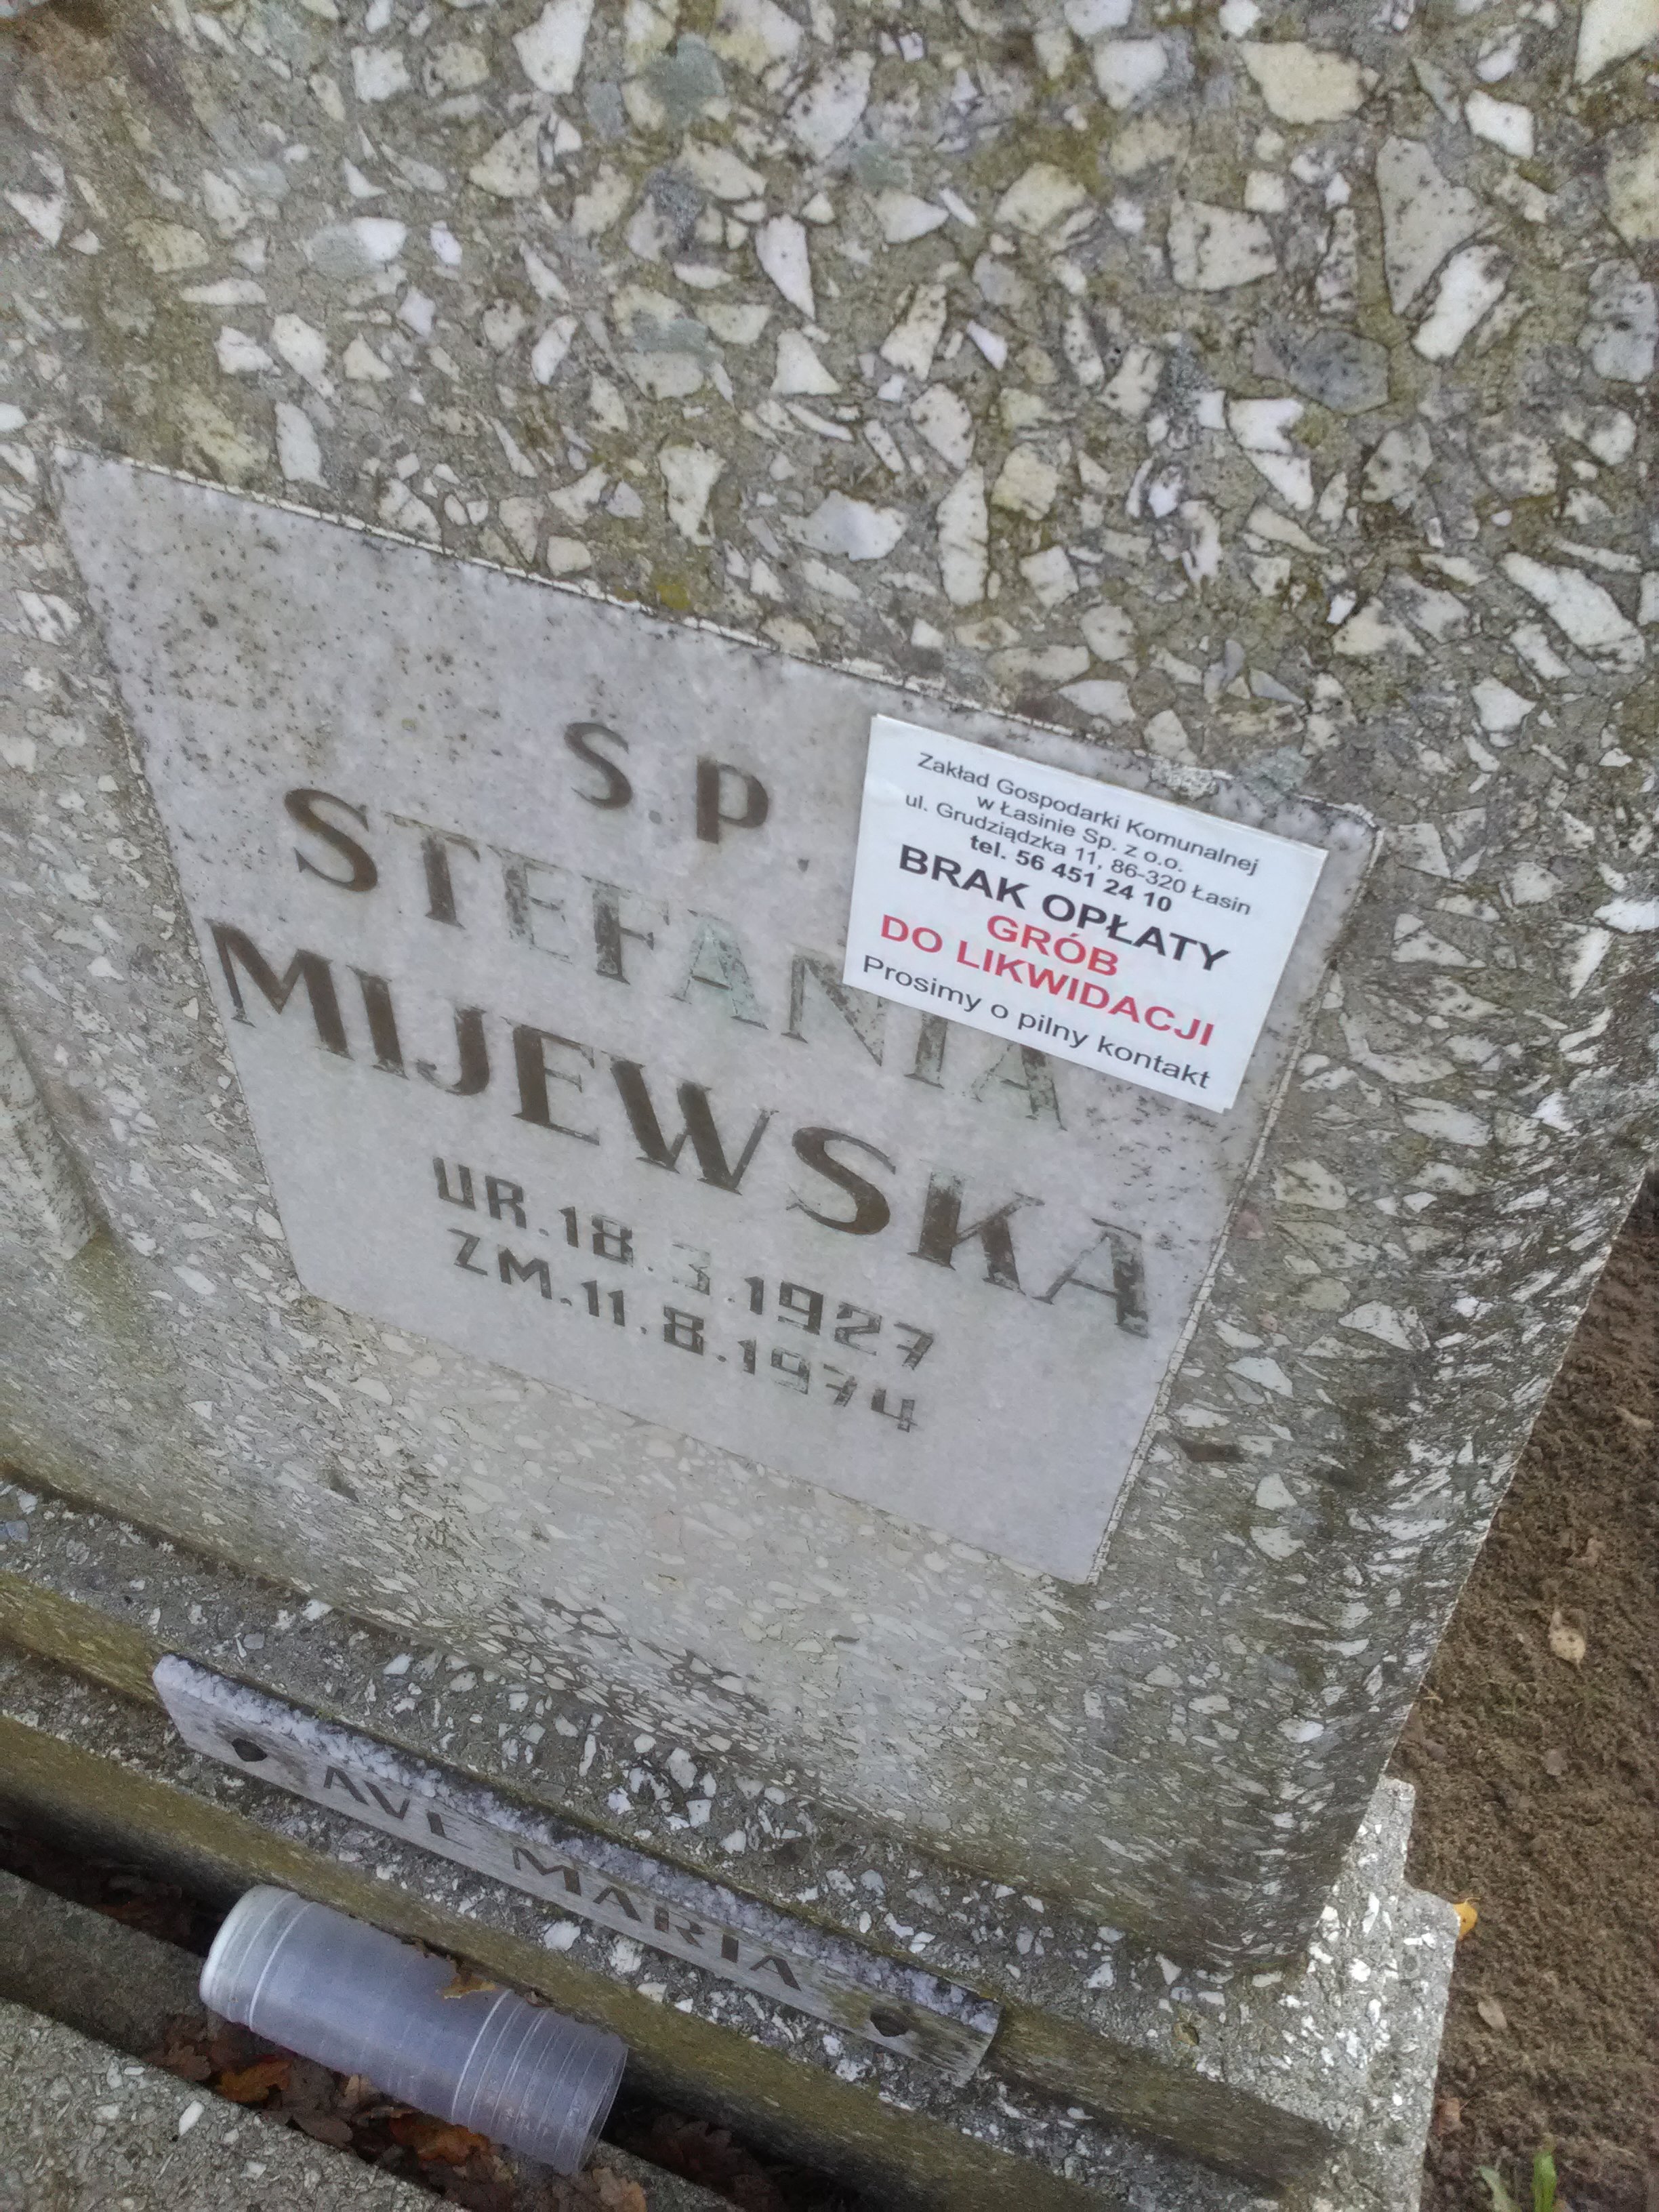 S.P.
STEFANIA
MIJEWSKA
UR.18.3.1927
ZM.11.8.1974
Zakład Gospodarki Komunalnej
w Łasinie Sp. z o.o.
ul. Grudziądzka 11, 86-320 Łasin
tel. 56 451 24 10
BRAK OPŁATY
GRÓB
DO LIKWIDACJI
Prosimy o pilny kontakt
AVE MARIA